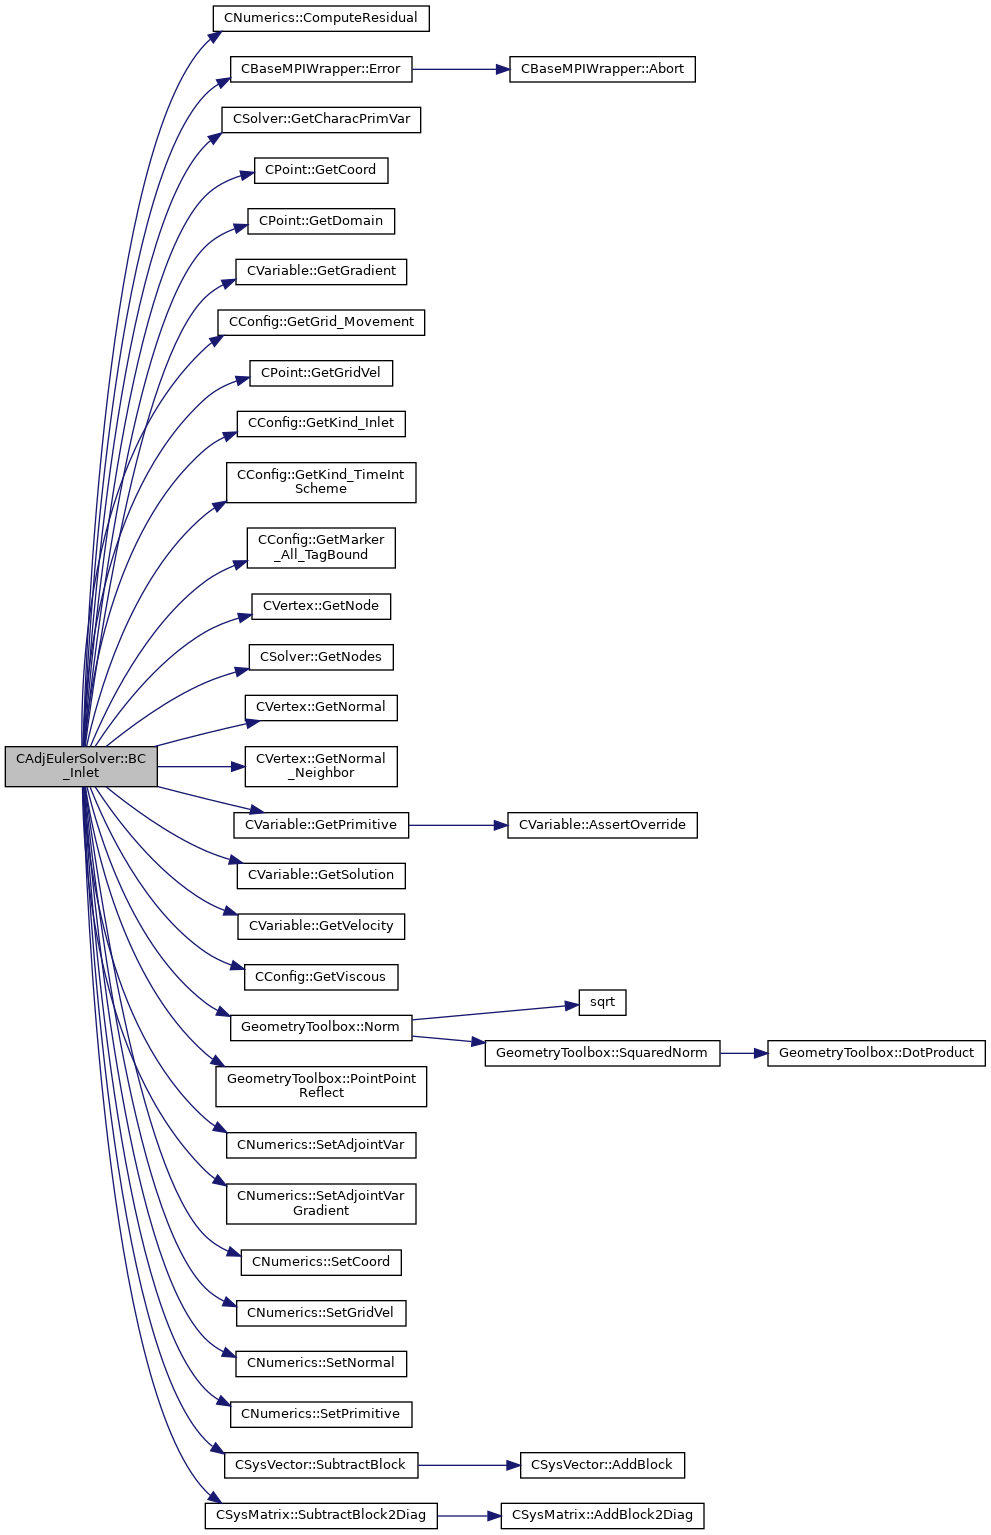 CNumerics::ComputeResidual
CBaseMPIWrapper::Error
CBaseMPIWrapper::Abort
CSolver::GetCharacPrimVar
CPoint::GetCoord
CPoint::GetDomain
CVariable::GetGradient
CConfig::GetGrid_Movement
CPoint::GetGridVel
CConfig::GetKind_Inlet
CConfig::GetKind_TimeInt
Scheme
CConfig::GetMarker
_All_TagBound
CVertex::GetNode
CSolver::GetNodes
CVertex::GetNormal
CAdjEulerSolver::BC
_Inlet
CVertex::GetNormal
_Neighbor
CVariable::GetPrimitive
CVariable::AssertOverride
CVariable::GetSolution
CVariable::GetVelocity
CConfig::GetViscous
GeometryToolbox::Norm
sqrt
GeometryToolbox::SquaredNorm
GeometryToolbox::DotProduct
GeometryToolbox::PointPoint
Reflect
CNumerics::SetAdjointVar
CNumerics::SetAdjointVar
Gradient
CNumerics::SetCoord
CNumerics::SetGridVel
CNumerics::SetNormal
CNumerics::SetPrimitive
CSysVector::SubtractBlock
CSysVector::AddBlock
CSysMatrix::SubtractBlock2Diag
CSysMatrix::AddBlock2Diag